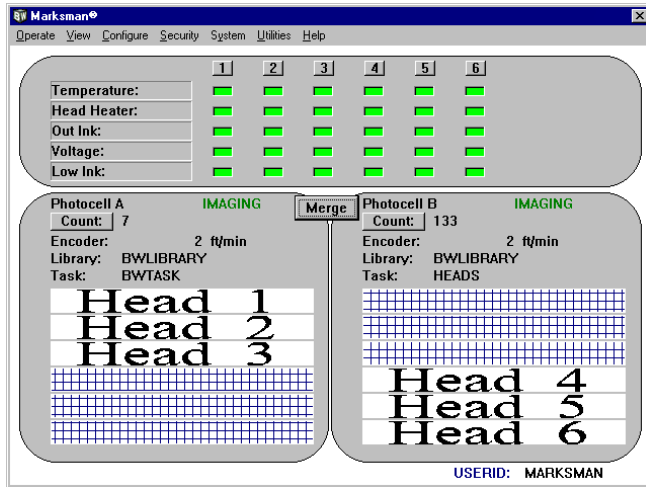 BW Marksman®
Operate View Configure Security System Utilities Help
1 2 3 4 5 6
Temperature:
Head Heater:
Out Ink:
Voltage:
Low Ink:
Photocell A IMAGING
Count: 7
Encoder: 2 ft/min
Library: BWLIBRARY
Task: BWTASK
Head 1
Head 2
Head 3
Merge
Photocell B IMAGING
Count: 133
Encoder: 2 ft/min
Library: BWLIBRARY
Task: HEADS
Head 4
Head 5
Head 6
USERID: MARKSMAN